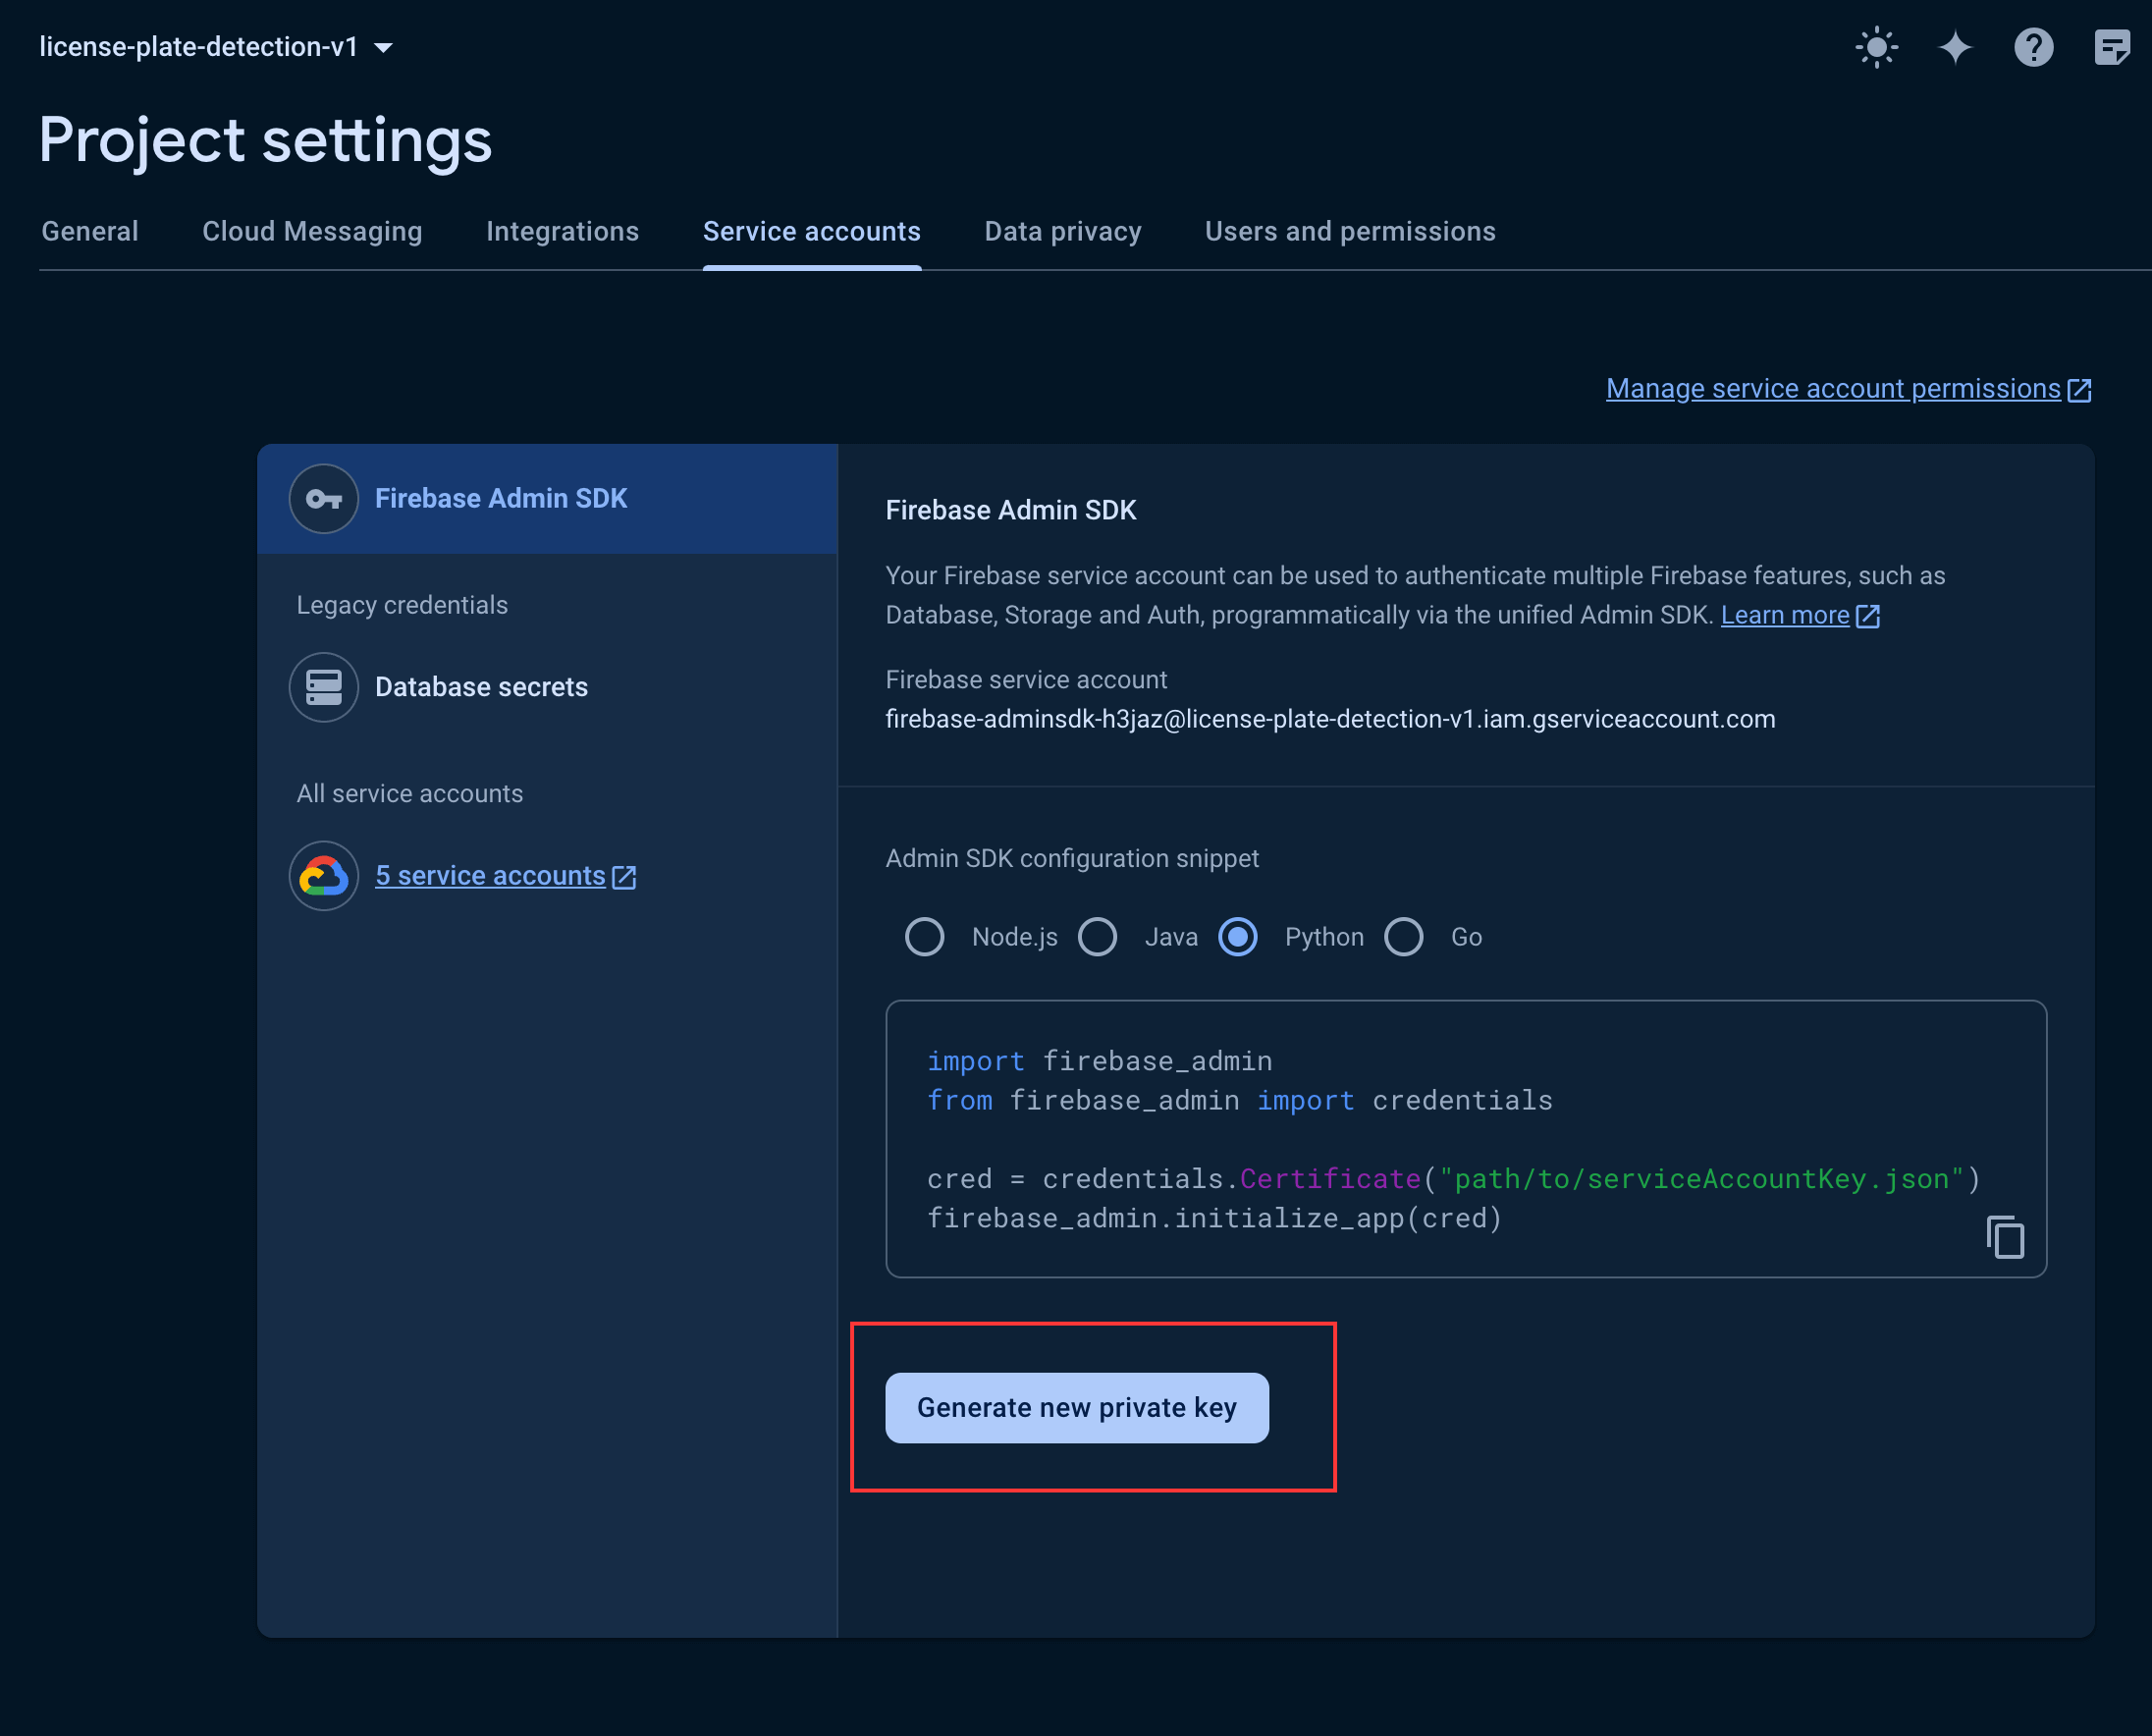 license-plate-detection-v1
Project settings
General Cloud Messaging Integrations Service accounts Data privacy Users and permissions
Manage service account permissions
Firebase Admin SDK
Legacy credentials
Database secrets
All service accounts
5 service accounts
Firebase Admin SDK
Your Firebase service account can be used to authenticate multiple Firebase features, such as
Database, Storage and Auth, programmatically via the unified Admin SDK. Learn more
Firebase service account
firebase-adminsdk-h3jaz@license-plate-detection-v1.iam.gserviceaccount.com
Admin SDK configuration snippet
Node.js Java Python Go
import firebase_admin
from firebase_admin import credentials
cred = credentials.Certificate("path/to/serviceAccountKey.json")
firebase_admin.initialize_app(cred)
Generate new private key